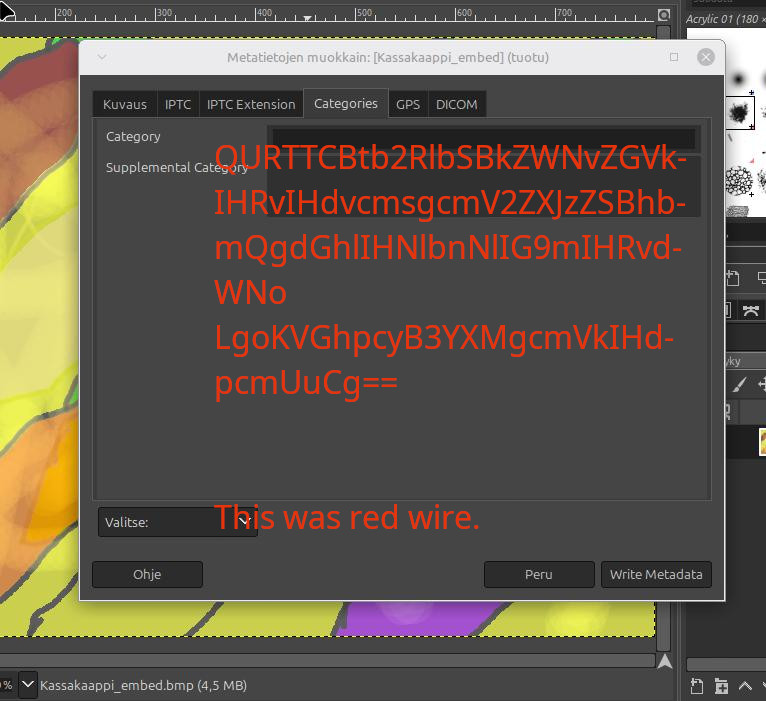 200 300 400 500 600 700
Acrylic 01 (180 ×
Metatietojen muokkain: [Kassakaappi_embed] (tuotu)
Kuvaus IPTC IPTC Extension Categories GPS DICOM
Category
Supplemental Category
QURTTCBtb2RlbSBkZWNvZGVk-
IHRvIHdvcmsgcmV2ZXJzZSBhb-
mQgdGhlIHNlbnNlIG9mIHRvd-
WNo
LgoKVGhpcyB3YXMgcmVkIHd-
pcmUuCg==
This was red wire.
Valitse:
Ohje Peru Write Metadata
% Kassakaappi_embed.bmp (4,5 MB)